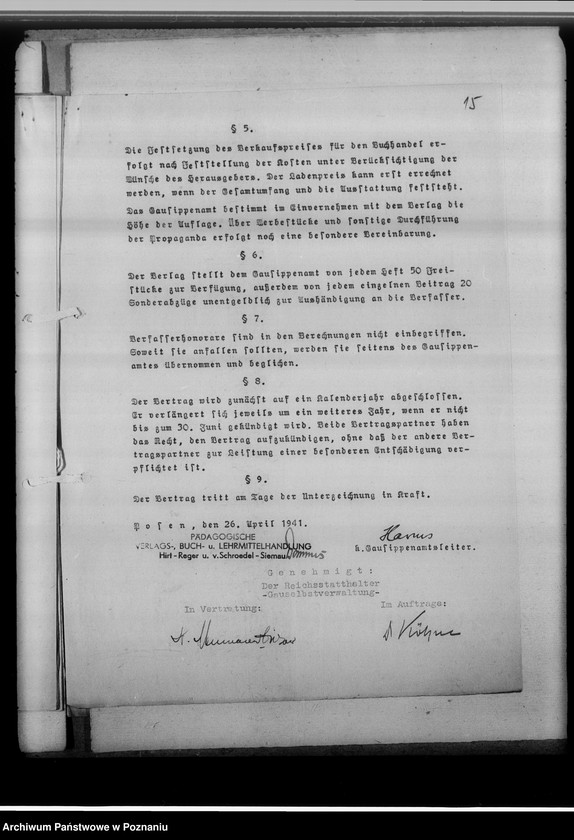 15
§ 5.
Die Festsetzung des Verkaufspreises für den Buchhandel er-
folgt nach Feststellung der Kosten unter Berücksichtigung der
Wünsche des Herausgebers. Der Ladenpreis kann erst errechnet
werden, wenn der Gesamtumfang und die Ausstattung feststeht.
Das Gausippenamt bestimmt im Einvernehmen mit dem Verlag die
Höhe der Auflage. Über Werbestücke und sonstige Durchführung
der Propaganda erfolgt noch eine besondere Vereinbarung.
§ 6.
Der Verlag stellt dem Gausippenamt von jedem Heft 50 Frei-
stücke zur Verfügung, außerdem von jedem einzelnen Beitrag 20
Sonderabzüge unentgeldlich zur Aushändigung an die Verfasser.
§ 7.
Verfasserhonorare sind in den Berechnungen nicht einbegriffen.
Soweit sie anfallen sollten, werden sie seitens des Gausippen-
amtes übernommen und beglichen.
§ 8.
Der Vertrag wird zunächst auf ein Kalenderjahr abgeschlossen.
Er verlängert sich jeweils um ein weiteres Jahr, wenn er nicht
bis zum 30. Juni gekündigt wird. Beide Vertragspartner haben
das Recht, den Vertrag aufzukündigen, ohne daß der andere Ver-
tragspartner zur Leistung einer besonderen Entschädigung ver-
pflichtet ist.
§ 9.
Der Vertrag tritt am Tage der Unterzeichnung in Kraft.
Posen, den 26. April 1941.
PÄDAGOGISCHE
VERLAGS-, BUCH- u. LEHRMITTELHANDLUNG
Hirt-Reger u. v. Schroedel-Siemau
k. Gausippenamtsleiter.
Genehmigt:
Der Reichsstatthalter
-Gauselbstverwaltung-
In Vertretung:
Im Auftrage:
Archiwum Państwowe w Poznaniu